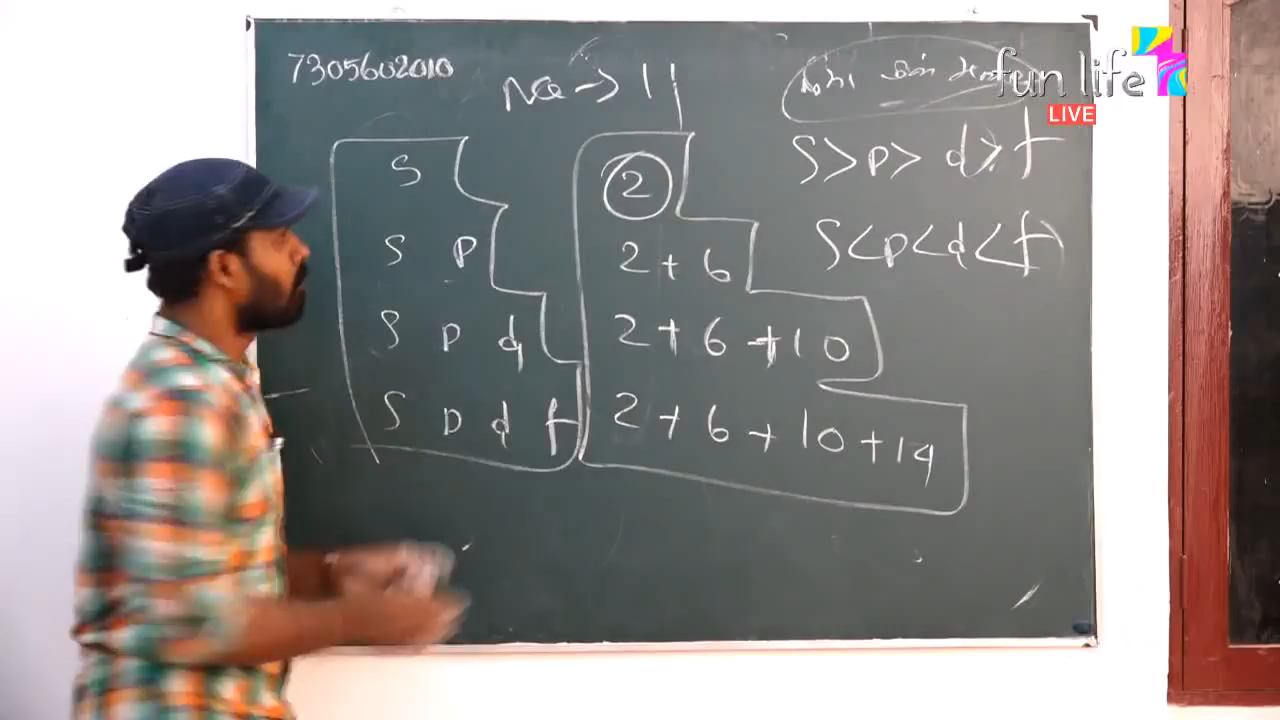 7305602010
Na → 11
fun life
LIVE
S > p > d > f
S < p < d < f
S
S p
S p d
S p d f
2
2 + 6
2 + 6 + 10
2 + 6 + 10 + 14